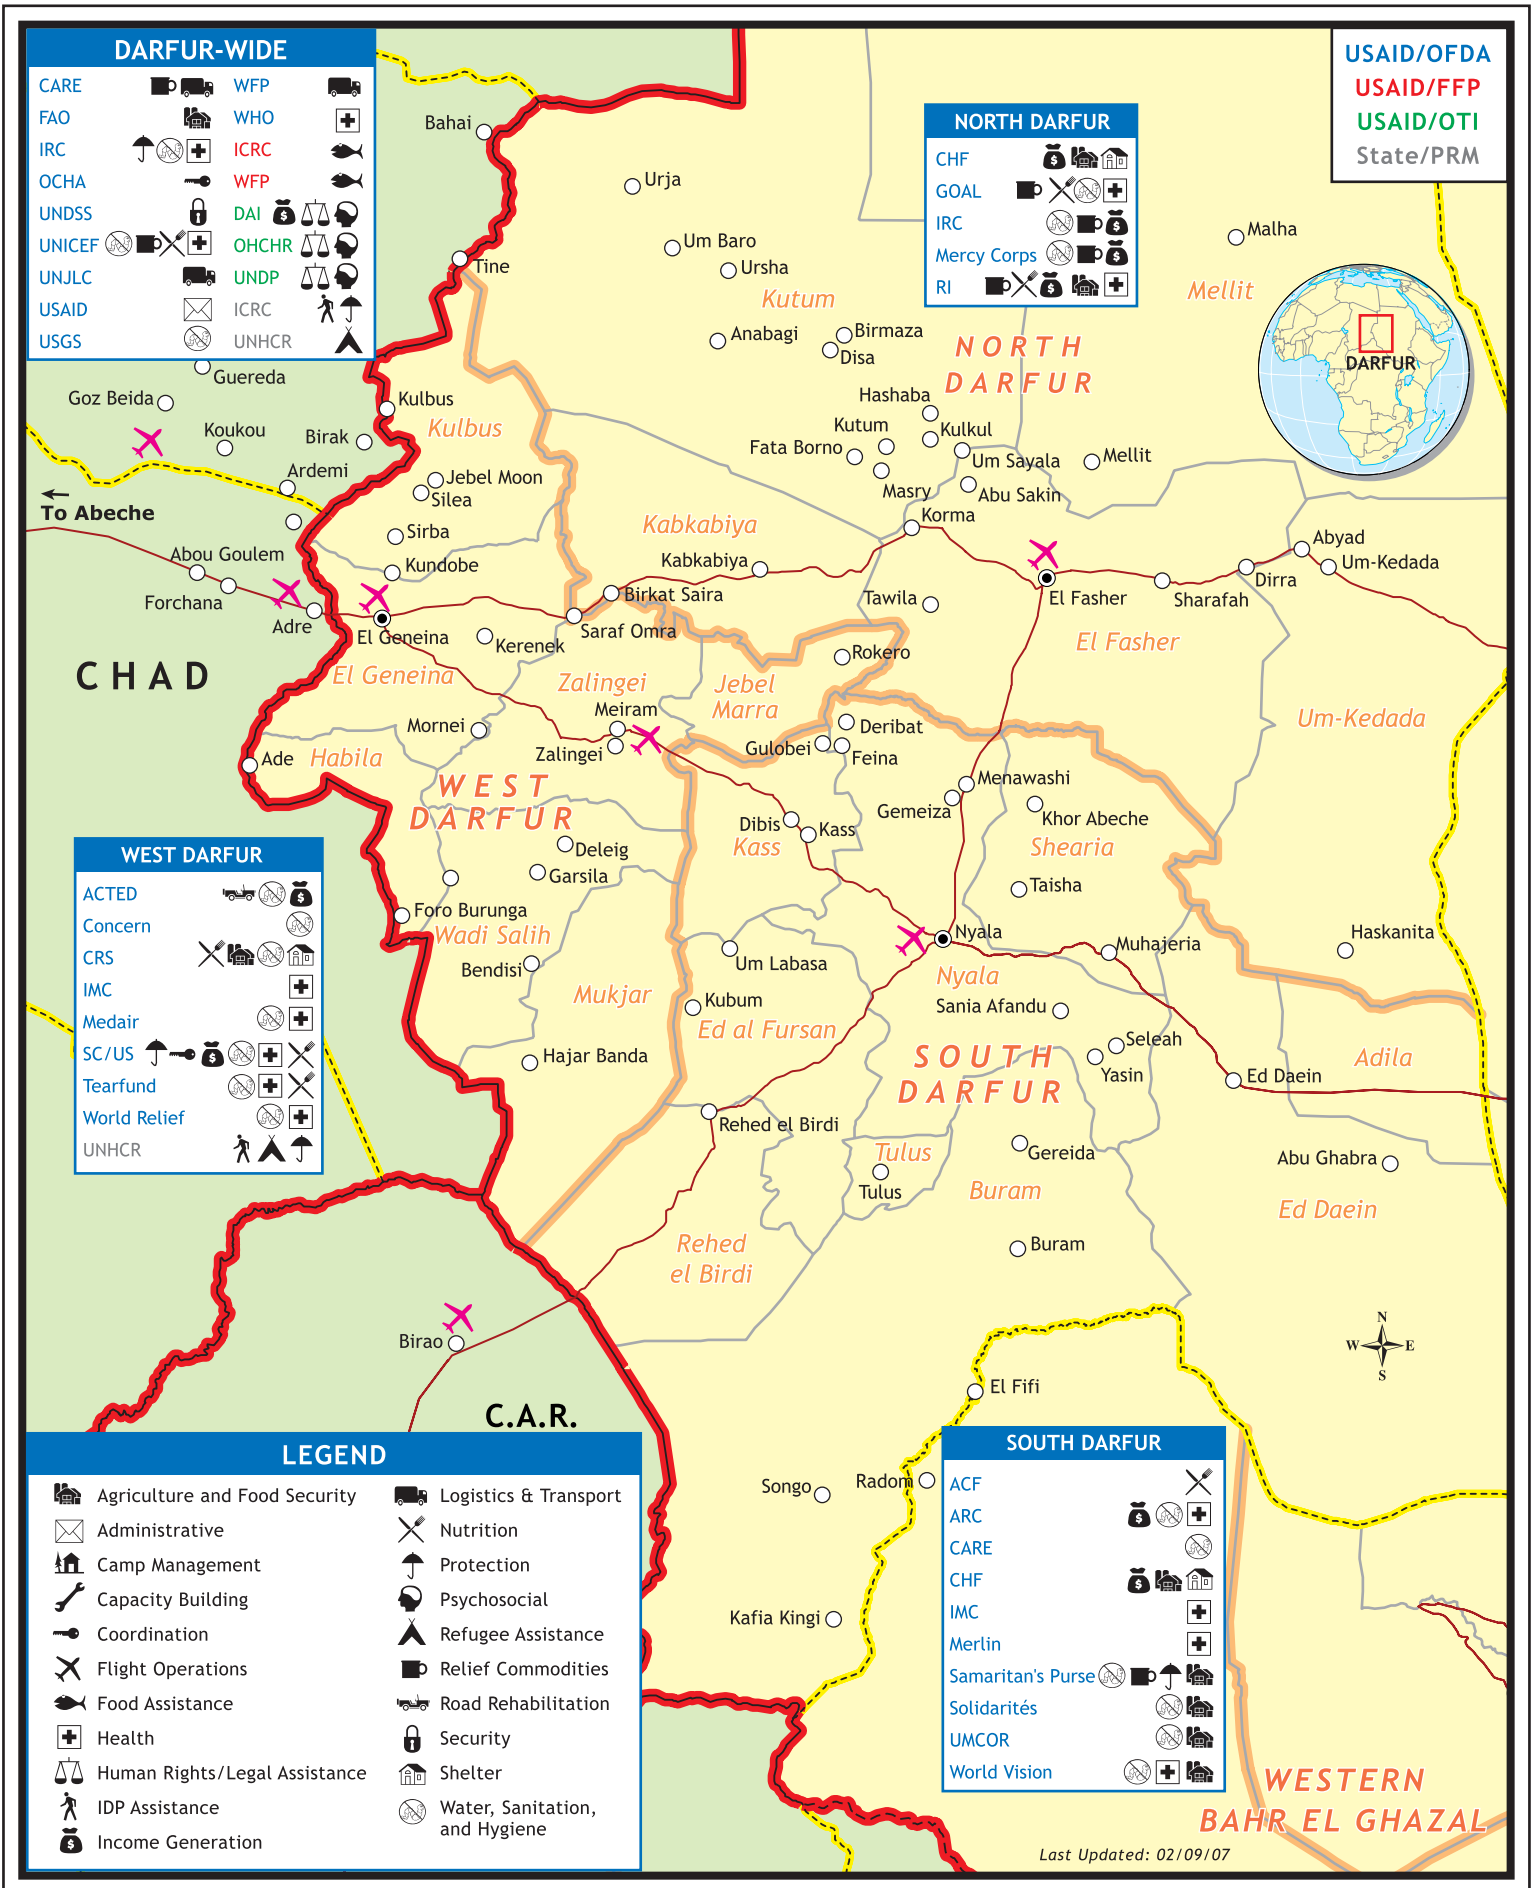 DARFUR-WIDE
CARE
FAO
IRC
OCHA
UNDSS
UNICEF
UNJLC
USAID
USGS
WFP
WHO
ICRC
WFP
DAI
OHCHR
UNDP
ICRC
UNHCR
USAID/OFDA
USAID/FFP
USAID/OTI
State/PRM
NORTH DARFUR
CHF
GOAL
IRC
Mercy Corps
RI
Bahai
Urja
Um Baro
Ursha
Tine
Kutum
Malha
Mellit
Anabagi
Birmaza
Disa
NORTH
DARFUR
DARFUR
Guereda
Goz Beida
Kulbus
Kulbus
Koukou
Birak
Hashaba
Kutum
Kulkul
Fata Borno
Um Sayala
Mellit
Masry
Abu Sakin
Ardemi
Jebel Moon
Silea
To Abeche
Sirba
Kabkabiya
Korma
Abou Goulem
Kundobe
Kabkabiya
Abyad
Um-Kedada
Dirra
Forchana
Adre
Birkat Saira
Tawila
El Fasher
Sharafah
El Geneina
Kerenek
Saraf Omra
El Fasher
CHAD
El Geneina
Zalingei
Jebel
Marra
Rokero
Meiram
Mornei
Zalingei
Deribat
Gulobei
Feina
Um-Kedada
Ade
Habila
WEST
DARFUR
Menawashi
Gemeiza
Khor Abeche
Dibis
Kass
Kass
Shearia
Deleig
Garsila
Taisha
WEST DARFUR
ACTED
Concern
CRS
IMC
Medair
SC/US
Tearfund
World Relief
UNHCR
Foro Burunga
Wadi Salih
Bendisi
Mukjar
Um Labasa
Kubum
Ed al Fursan
Nyala
Nyala
Muhajeria
Haskanita
Sania Afandu
Hajar Banda
SOUTH
DARFUR
Seleah
Yasin
Adila
Ed Daein
Rehed el Birdi
Tulus
Tulus
Gereida
Buram
Abu Ghabra
Ed Daein
Rehed
el Birdi
Buram
Birao
C.A.R.
N
W
E
S
El Fifi
Songo
Radom
Kafia Kingi
LEGEND
Agriculture and Food Security
Administrative
Camp Management
Capacity Building
Coordination
Flight Operations
Food Assistance
Health
Human Rights/Legal Assistance
IDP Assistance
Income Generation
Logistics & Transport
Nutrition
Protection
Psychosocial
Refugee Assistance
Relief Commodities
Road Rehabilitation
Security
Shelter
Water, Sanitation,
and Hygiene
SOUTH DARFUR
ACF
ARC
CARE
CHF
IMC
Merlin
Samaritan's Purse
Solidarités
UMCOR
World Vision
WESTERN
BAHR EL GHAZAL
Last Updated: 02/09/07